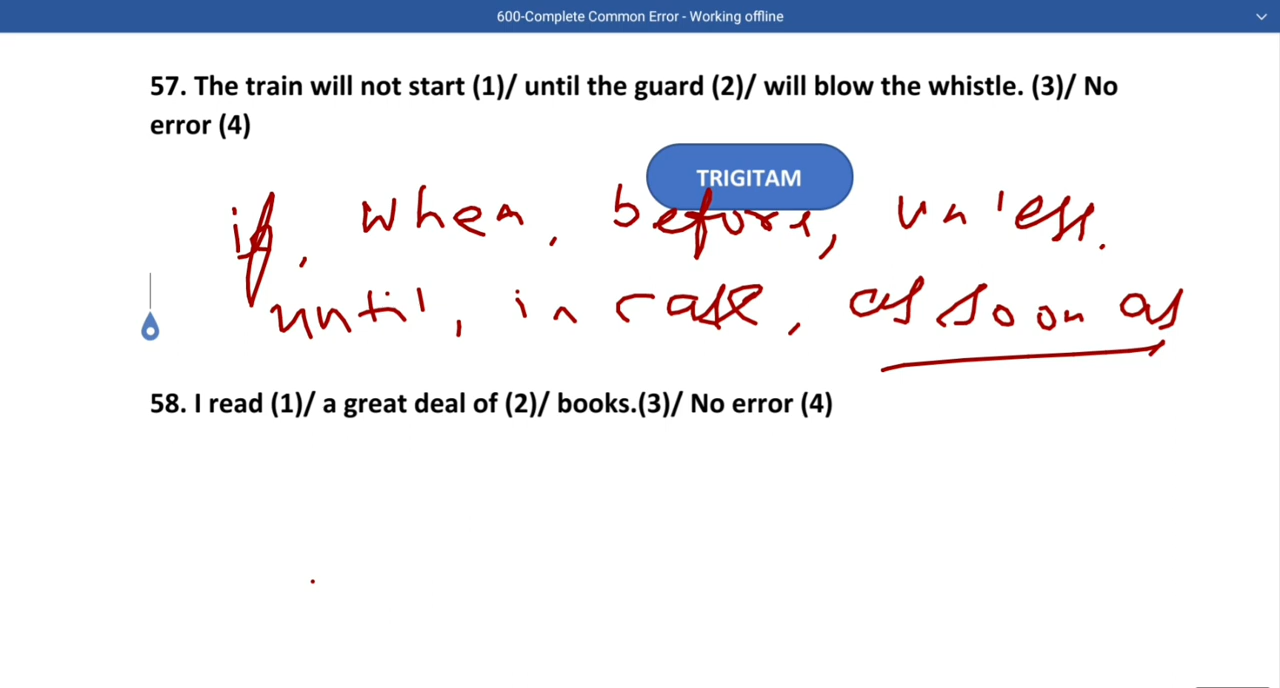 600-Complete Common Error - Working offline
57. The train will not start (1)/ until the guard (2)/ will blow the whistle. (3)/ No
error (4)
TRIGITAM
if, when, before, unless.
until, in case, as soon as
58. I read (1)/ a great deal of (2)/ books.(3)/ No error (4)